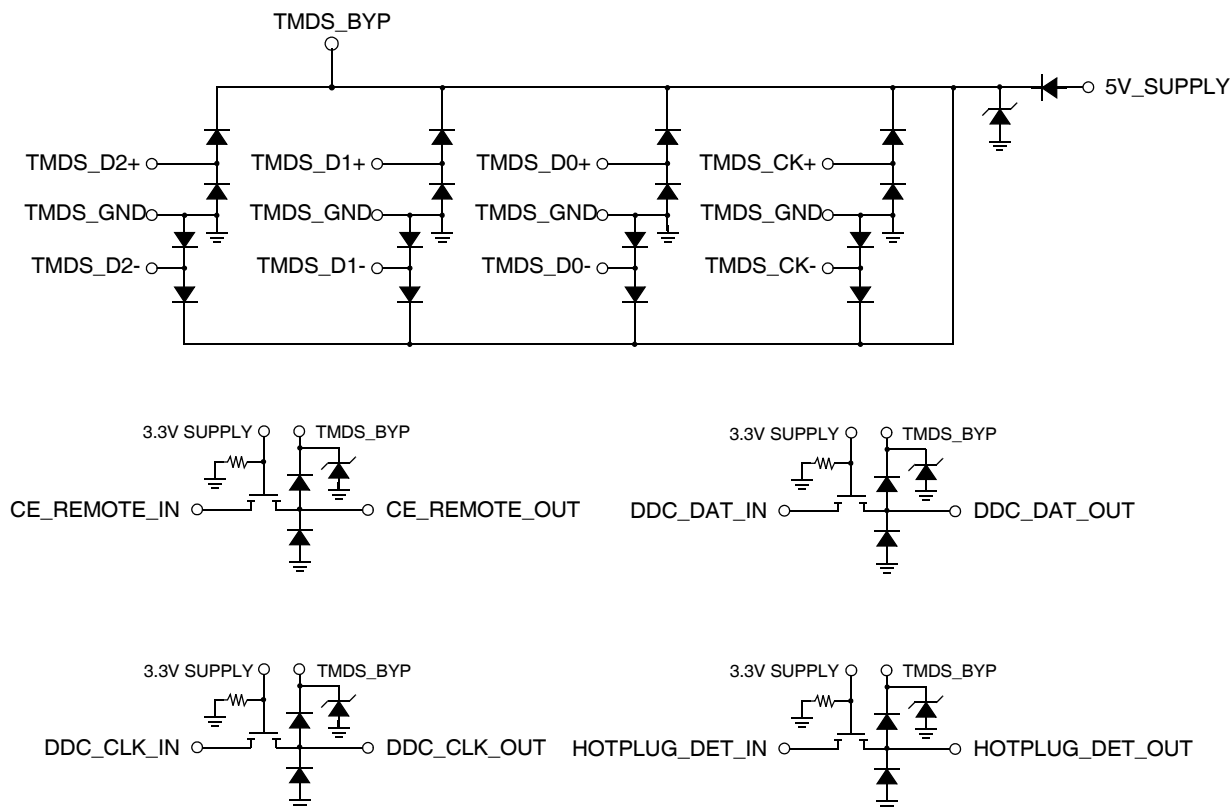 TMDS_BYP
5V_SUPPLY
TMDS_D2+ TMDS_D1+ TMDS_D0+ TMDS_CK+
TMDS_GND TMDS_GND TMDS_GND TMDS_GND
TMDS_D2- TMDS_D1- TMDS_D0- TMDS_CK-
3.3V SUPPLY TMDS_BYP 3.3V SUPPLY TMDS_BYP
CE_REMOTE_IN CE_REMOTE_OUT DDC_DAT_IN DDC_DAT_OUT
3.3V SUPPLY TMDS_BYP 3.3V SUPPLY TMDS_BYP
DDC_CLK_IN DDC_CLK_OUT HOTPLUG_DET_IN HOTPLUG_DET_OUT